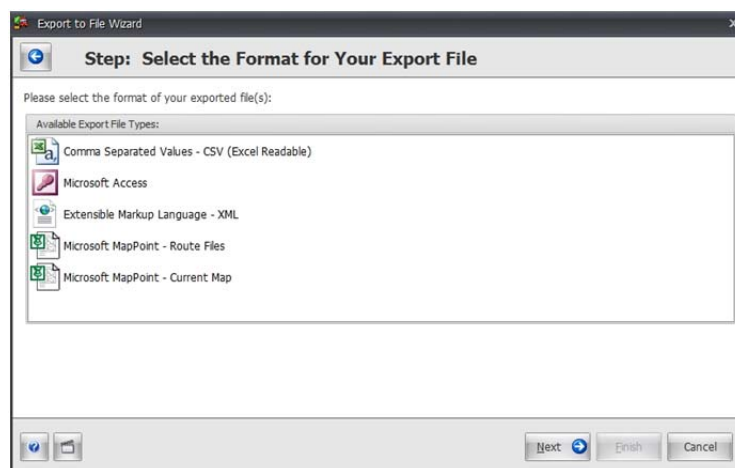 Export to File Wizard
Step: Select the Format for Your Export File
Please select the format of your exported file(s):
Available Export File Types:
Comma Separated Values - CSV (Excel Readable)
Microsoft Access
Extensible Markup Language - XML
Microsoft MapPoint - Route Files
Microsoft MapPoint - Current Map
Next Finish Cancel